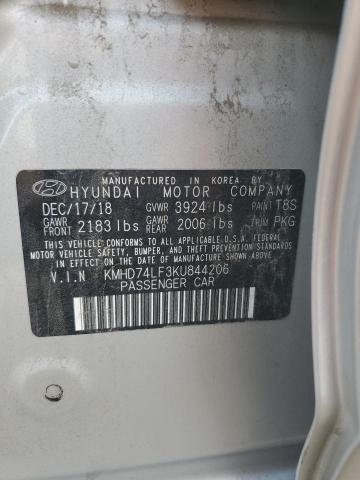 MANUFACTURED IN KOREA BY
HYUNDAI MOTOR COMPANY
DEC/17/18 GVWR 3924 lbs PAINT T8S
GAWR FRONT 2183 lbs GAWR REAR 2006 lbs TRIM PKG
THIS VEHICLE CONFORMS TO ALL APPLICABLE U.S.A. FEDERAL
MOTOR VEHICLE SAFETY, BUMPER, AND THEFT PREVENTION STANDARDS
IN EFFECT ON THE DATE OF MANUFACTURE SHOWN ABOVE.
V.I.N KMHD74LF3KU844206
PASSENGER CAR